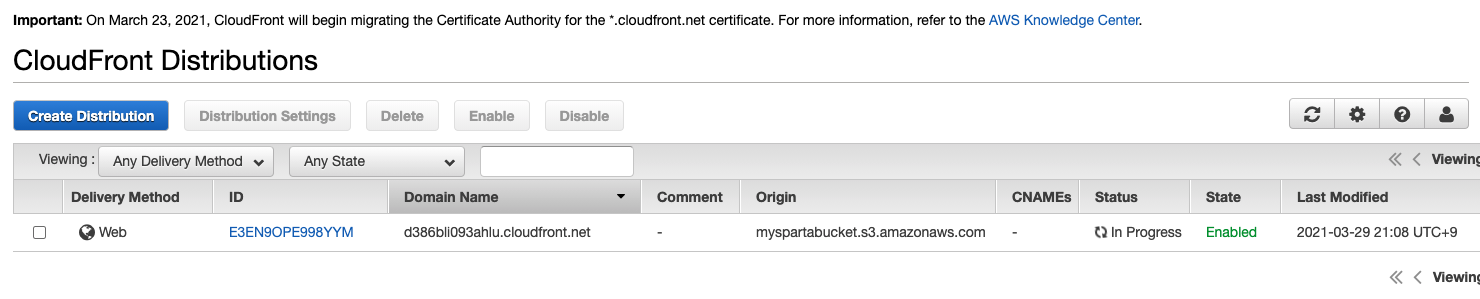 Important: On March 23, 2021, CloudFront will begin migrating the Certificate Authority for the *.cloudfront.net certificate. For more information, refer to the AWS Knowledge Center.
CloudFront Distributions
Create Distribution Distribution Settings Delete Enable Disable
Viewing : Any Delivery Method Any State Viewing
Delivery Method ID Domain Name Comment Origin CNAMEs Status State Last Modified
Web E3EN9OPE998YYM d386bli093ahlu.cloudfront.net - myspartabucket.s3.amazonaws.com - In Progress Enabled 2021-03-29 21:08 UTC+9
Viewing